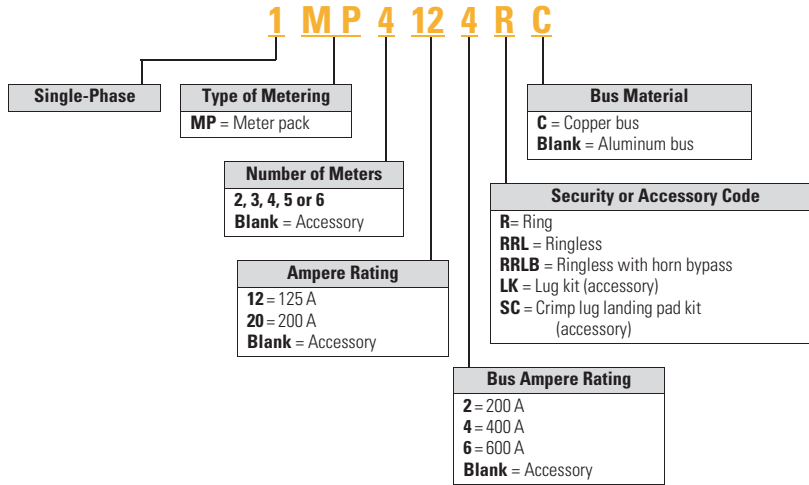 1 MP 4 12 4 R C
Single-Phase
Type of Metering
MP = Meter pack
Number of Meters
2, 3, 4, 5 or 6
Blank = Accessory
Ampere Rating
12 = 125 A
20 = 200 A
Blank = Accessory
Bus Ampere Rating
2 = 200 A
4 = 400 A
6 = 600 A
Blank = Accessory
Security or Accessory Code
R= Ring
RRL = Ringless
RRLB = Ringless with horn bypass
LK = Lug kit (accessory)
SC = Crimp lug landing pad kit
(accessory)
Bus Material
C = Copper bus
Blank = Aluminum bus